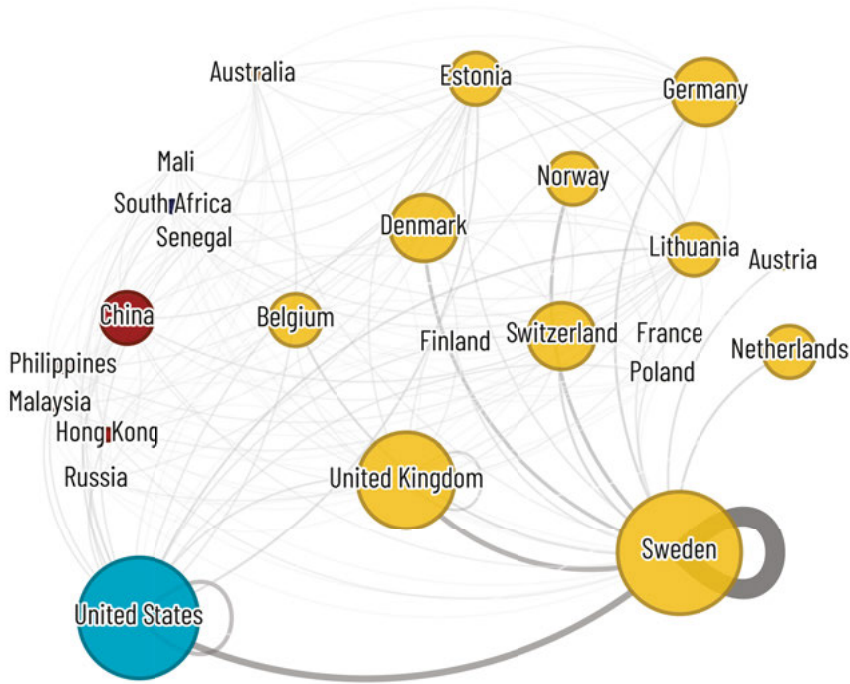 Australia
Estonia
Germany
Mali
Norway
South Africa
Denmark
Senegal
Lithuania
Austria
China
Belgium
Finland
Switzerland
France
Netherlands
Philippines
Poland
Malaysia
Hong Kong
Russia
United Kingdom
Sweden
United States